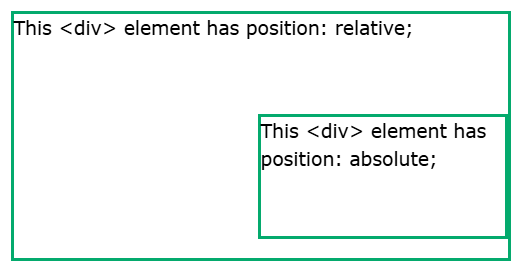 This <div> element has position: relative;
This <div> element has
position: absolute;